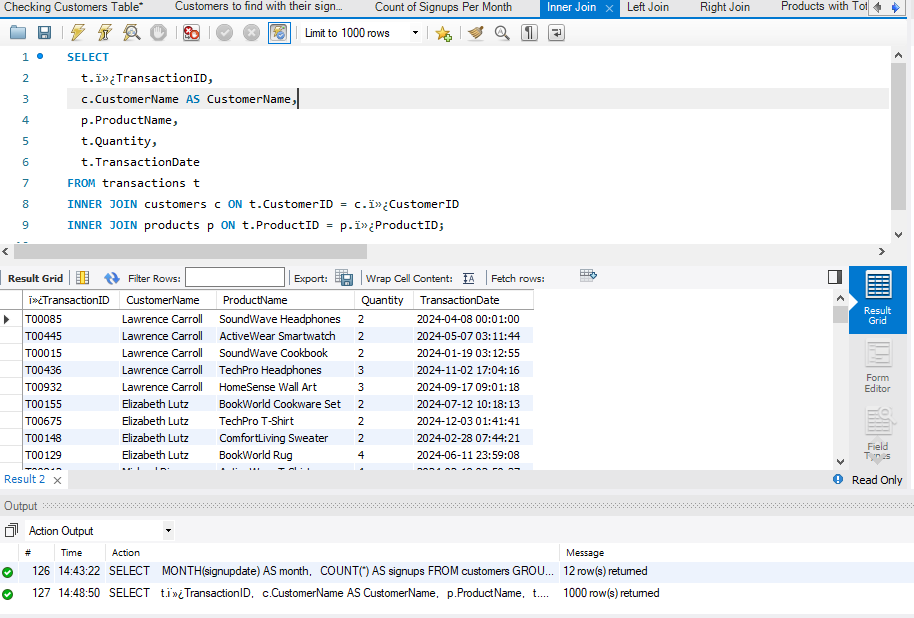 Checking Customers Table* Customers to find with their sign... Count of Signups Per Month Inner Join Left Join Right Join Products with Tot
Limit to 1000 rows
1 SELECT
2 t.ï»¿TransactionID,
3 c.CustomerName AS CustomerName,
4 p.ProductName,
5 t.Quantity,
6 t.TransactionDate
7 FROM transactions t
8 INNER JOIN customers c ON t.CustomerID = c.ï»¿CustomerID
9 INNER JOIN products p ON t.ProductID = p.ï»¿ProductID;
Result Grid Filter Rows: Export: Wrap Cell Content: Fetch rows:
ï»¿TransactionID CustomerName ProductName Quantity TransactionDate
T00085 Lawrence Carroll SoundWave Headphones 2 2024-04-08 00:01:00
T00445 Lawrence Carroll ActiveWear Smartwatch 2 2024-05-07 03:11:44
T00015 Lawrence Carroll SoundWave Cookbook 2 2024-01-19 03:12:55
T00436 Lawrence Carroll TechPro Headphones 3 2024-11-02 17:04:16
T00932 Lawrence Carroll HomeSense Wall Art 3 2024-09-17 09:01:18
T00155 Elizabeth Lutz BookWorld Cookware Set 2 2024-07-12 10:18:13
T00675 Elizabeth Lutz TechPro T-Shirt 2 2024-12-03 01:41:41
T00148 Elizabeth Lutz ComfortLiving Sweater 2 2024-02-28 07:44:21
T00129 Elizabeth Lutz BookWorld Rug 4 2024-06-11 23:59:08
Result Grid
Form Editor
Field Types
Result 2 Read Only
Output
Action Output
# Time Action Message
126 14:43:22 SELECT MONTH(signupdate) AS month, COUNT(*) AS signups FROM customers GROU... 12 row(s) returned
127 14:48:50 SELECT t.ï»¿TransactionID, c.CustomerName AS CustomerName, p.ProductName, t.... 1000 row(s) returned